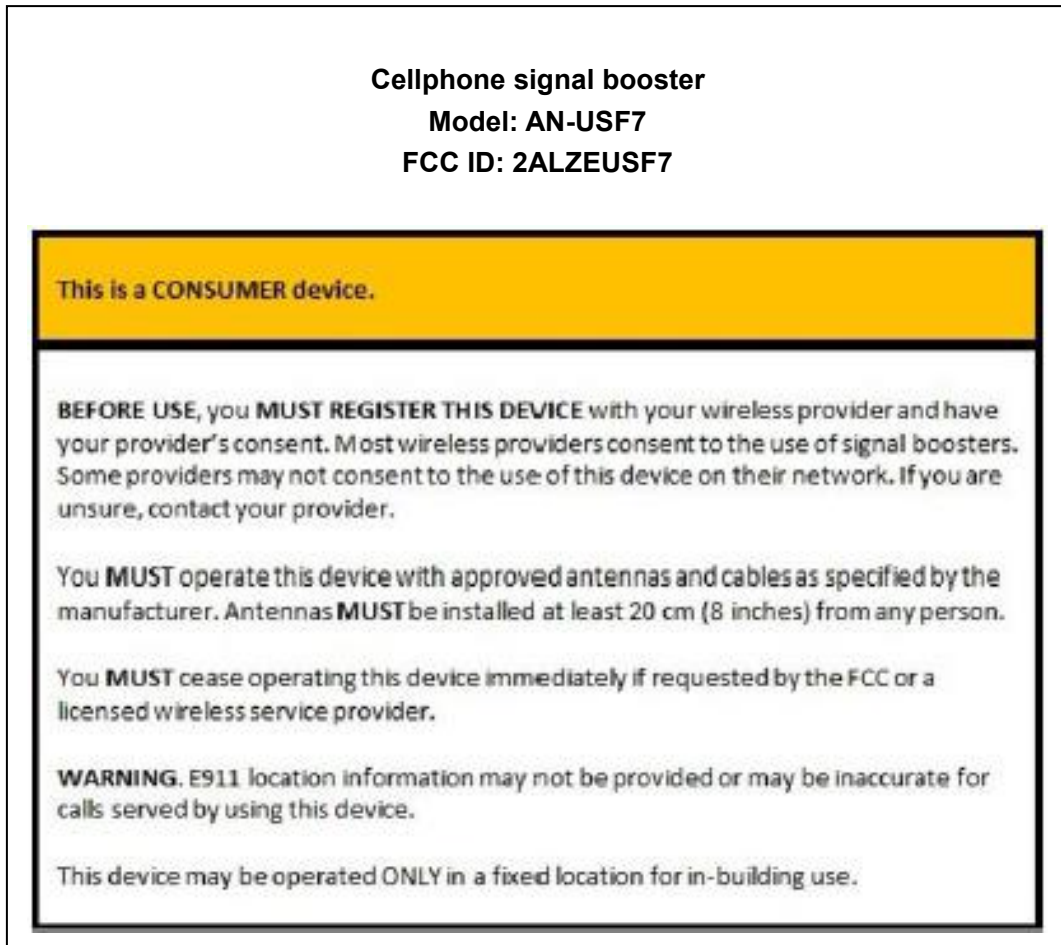 Cellphone signal booster
Model: AN-USF7
FCC ID: 2ALZEUSF7
This is a CONSUMER device.
BEFORE USE, you MUST REGISTER THIS DEVICE with your wireless provider and have
your provider's consent. Most wireless providers consent to the use of signal boosters.
Some providers may not consent to the use of this device on their network. If you are
unsure, contact your provider.
You MUST operate this device with approved antennas and cables as specified by the
manufacturer. Antennas MUST be installed at least 20 cm (8 inches) from any person.
You MUST cease operating this device immediately if requested by the FCC or a
licensed wireless service provider.
WARNING. E911 location information may not be provided or may be inaccurate for
calls served by using this device.
This device may be operated ONLY in a fixed location for in-building use.